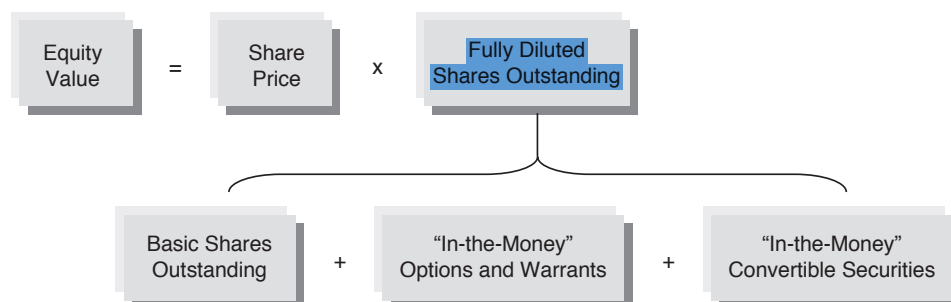 Equity
Value
=
Share
Price
x
Fully Diluted
Shares Outstanding
Basic Shares
Outstanding
+
“In-the-Money”
Options and Warrants
+
“In-the-Money”
Convertible Securities